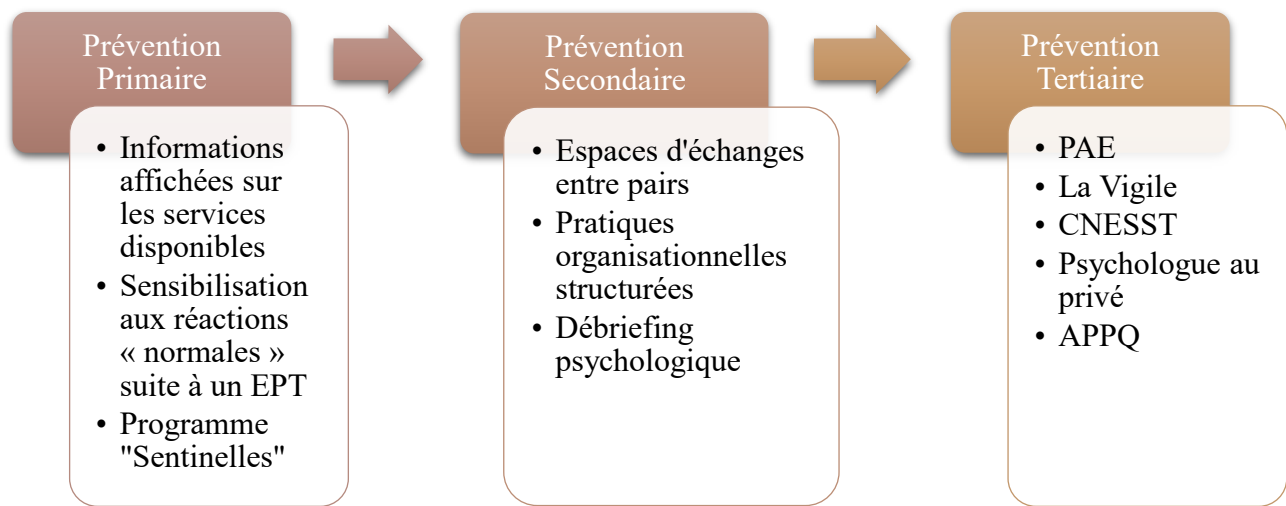 Prévention
Primaire
• Informations
affichées sur
les services
disponibles
• Sensibilisation
aux réactions
« normales »
suite à un EPT
• Programme
"Sentinelles"
Prévention
Secondaire
• Espaces d'échanges
entre pairs
• Pratiques
organisationnelles
structurées
• Débriefing
psychologique
Prévention
Tertiaire
• PAE
• La Vigile
• CNESST
• Psychologue au
privé
• APPQ